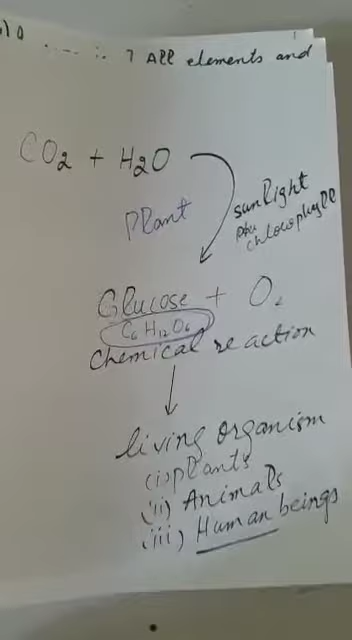 7 All elements and
CO2 + H2O
sunlight
Plant
chlorophyll
Glucose + O2
C6H12O6
chemical reaction
living organism
(i) plants
(ii) Animals
(iii) Human beings